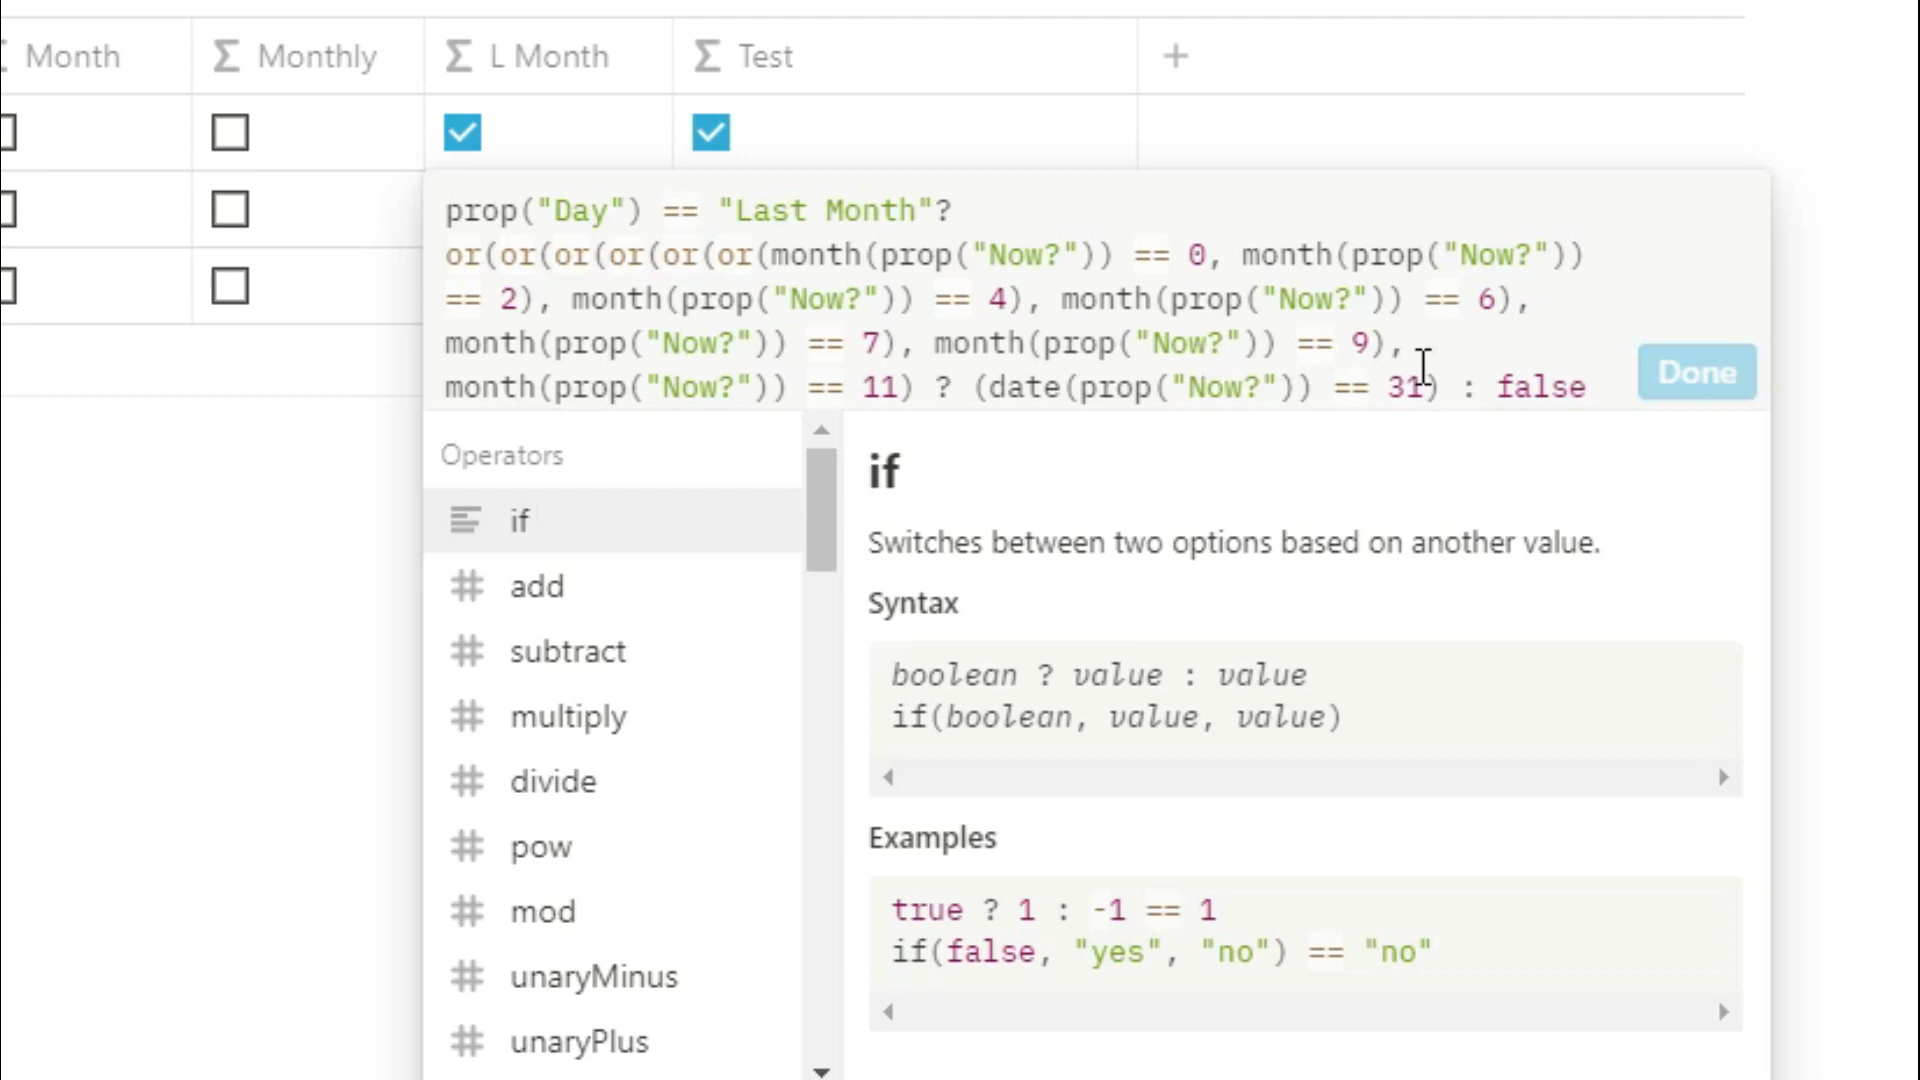 Month Monthly L Month Test
prop("Day") == "Last Month"?
or(or(or(or(or(or(month(prop("Now?")) == 0, month(prop("Now?"))
== 2), month(prop("Now?")) == 4), month(prop("Now?")) == 6),
month(prop("Now?")) == 7), month(prop("Now?")) == 9),
month(prop("Now?")) == 11) ? (date(prop("Now?")) == 31) : false
Done
Operators
if
add
subtract
multiply
divide
pow
mod
unaryMinus
unaryPlus
if
Switches between two options based on another value.
Syntax
boolean ? value : value
if(boolean, value, value)
Examples
true ? 1 : -1 == 1
if(false, "yes", "no") == "no"